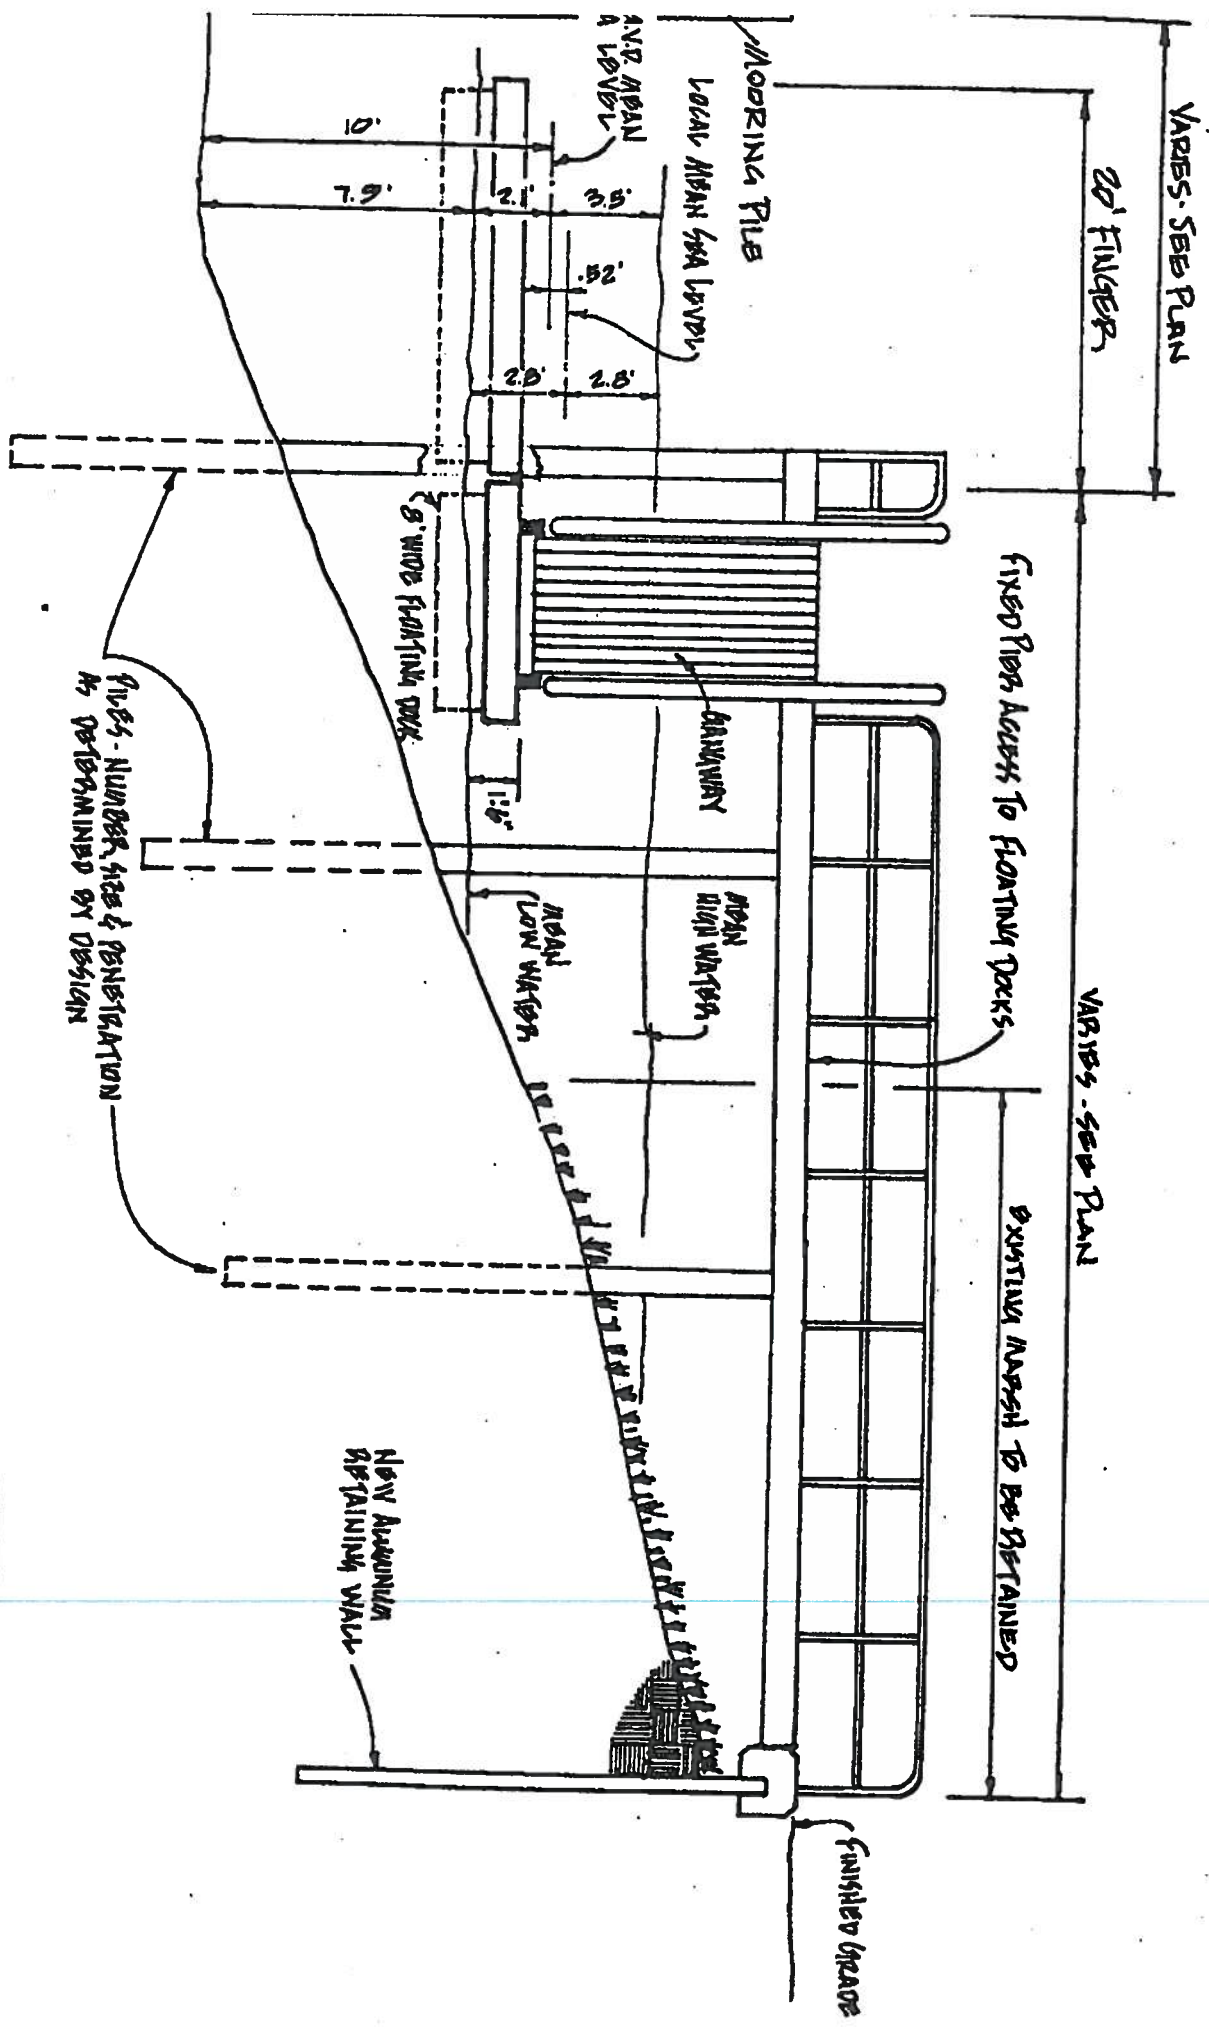 VARIES - SEE PLAN
20' FINGER
VARIES - SEE PLAN
EXISTING MARSH TO BE RETAINED
FIXED PIER ACCESS TO FLOATING DOCKS
FINISHED GRADE
MOORING PILE
LOCAL MEAN SEA LEVEL
.V.D. MEAN
A LEVEL
10'
7.9'
2.1'
3.5'
.52'
2.8'
2.8'
GANGWAY
MEAN
HIGH WATER
MEAN
LOW WATER
8' WIDE FLOATING DOCK
1'-6"
PILES - NUMBER, SIZE & PENETRATION
AS DETERMINED BY DESIGN
NEW ALUMINUM
RETAINING WALL